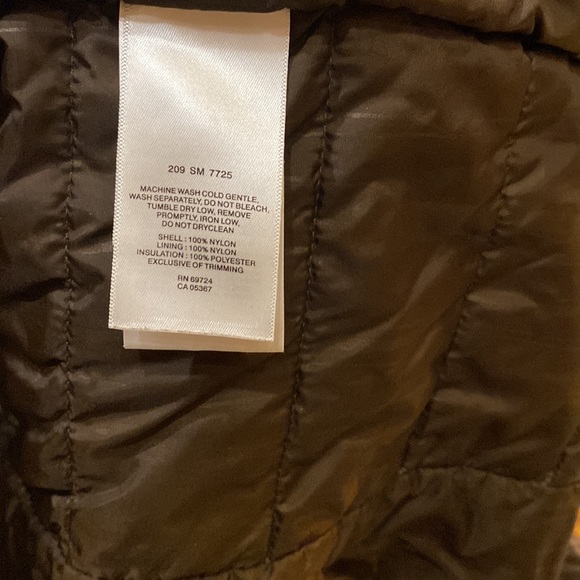 209 SM 7725
MACHINE WASH COLD GENTLE,
WASH SEPARATELY, DO NOT BLEACH,
TUMBLE DRY LOW, REMOVE
PROMPTLY, IRON LOW,
DO NOT DRYCLEAN
SHELL : 100% NYLON
LINING : 100% NYLON
INSULATION : 100% POLYESTER
EXCLUSIVE OF TRIMMING
RN 69724
CA 05367